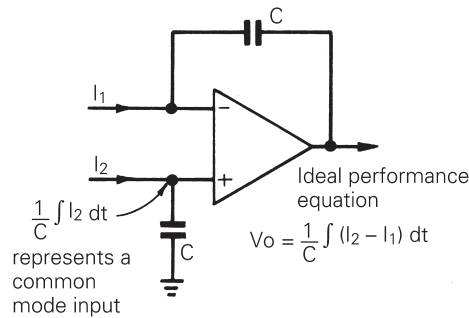 C
I₁
−
I₂
+
1/C ∫ I₂ dt
C
represents a
common
mode input
Ideal performance
equation
Vo = 1/C ∫ (I₂ – I₁) dt